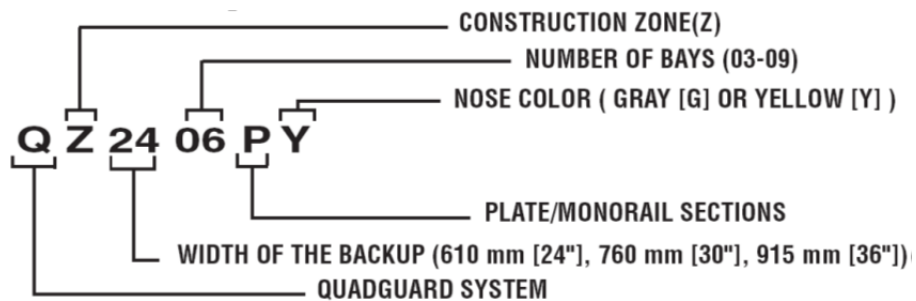 CONSTRUCTION ZONE(Z)
NUMBER OF BAYS (03-09)
NOSE COLOR ( GRAY [G] OR YELLOW [Y] )
Q Z 24 06 P Y
PLATE/MONORAIL SECTIONS
WIDTH OF THE BACKUP (610 mm [24"], 760 mm [30"], 915 mm [36"])
QUADGUARD SYSTEM